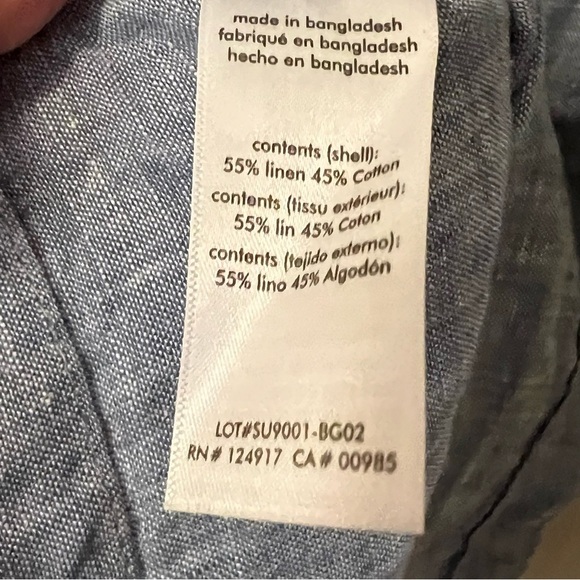 made in bangladesh
fabriqué en bangladesh
hecho en bangladesh
contents (shell):
55% linen 45% Cotton
contents (tissu extérieur):
55% lin 45% Coton
contents (tejido externo):
55% lino 45% Algodón
LOT#SU9001-BG02
RN# 124917 CA# 00985